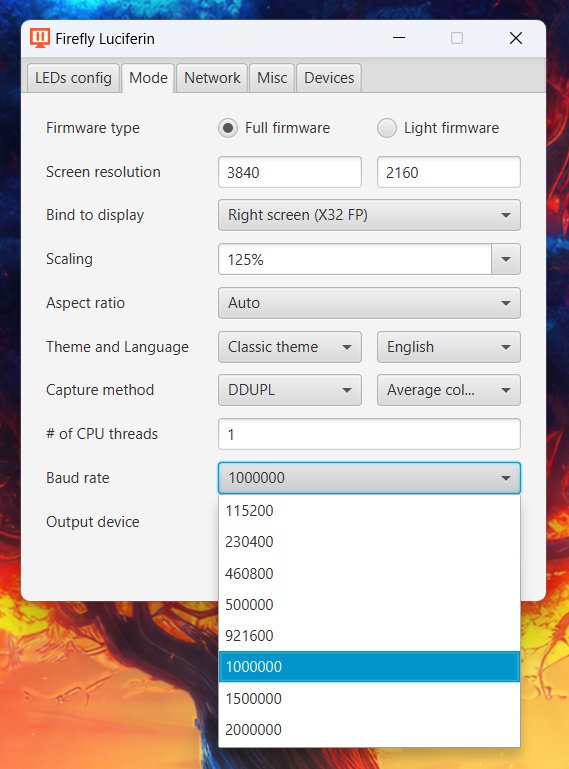 Firefly Luciferin
LEDs config Mode Network Misc Devices
Firmware type Full firmware Light firmware
Screen resolution 3840 2160
Bind to display Right screen (X32 FP)
Scaling 125%
Aspect ratio Auto
Theme and Language Classic theme English
Capture method DDUPL Average col...
# of CPU threads 1
Baud rate 1000000
Output device
115200
230400
460800
500000
921600
1000000
1500000
2000000